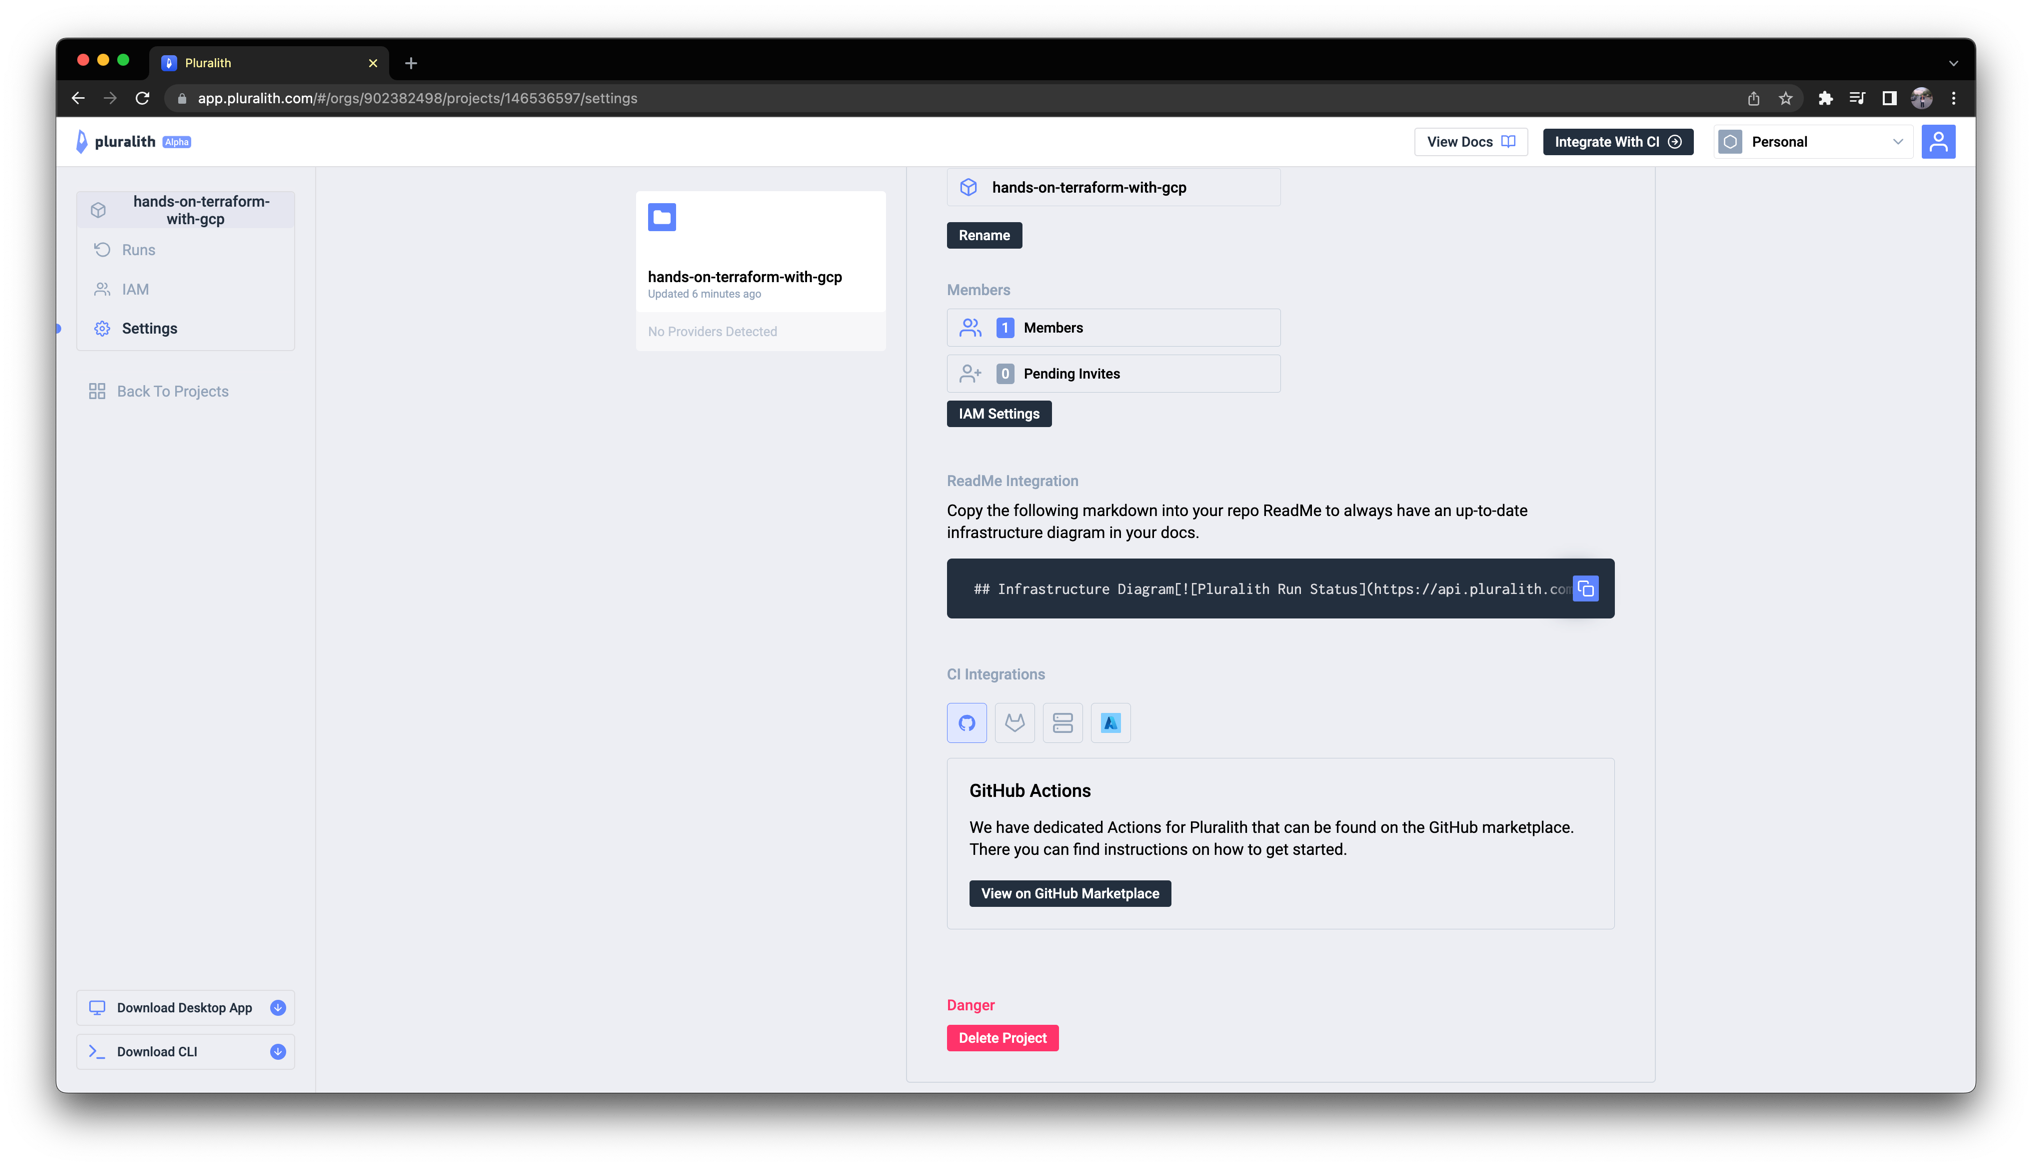 Pluralith
app.pluralith.com/#/orgs/902382498/projects/146536597/settings
pluralith Alpha
View Docs
Integrate With CI
Personal
hands-on-terraform-
with-gcp
Runs
IAM
Settings
Back To Projects
Download Desktop App
Download CLI
hands-on-terraform-with-gcp
Updated 6 minutes ago
No Providers Detected
hands-on-terraform-with-gcp
Rename
Members
1 Members
0 Pending Invites
IAM Settings
ReadMe Integration
Copy the following markdown into your repo ReadMe to always have an up-to-date
infrastructure diagram in your docs.
## Infrastructure Diagram[![Pluralith Run Status](https://api.pluralith.com
CI Integrations
GitHub Actions
We have dedicated Actions for Pluralith that can be found on the GitHub marketplace.
There you can find instructions on how to get started.
View on GitHub Marketplace
Danger
Delete Project